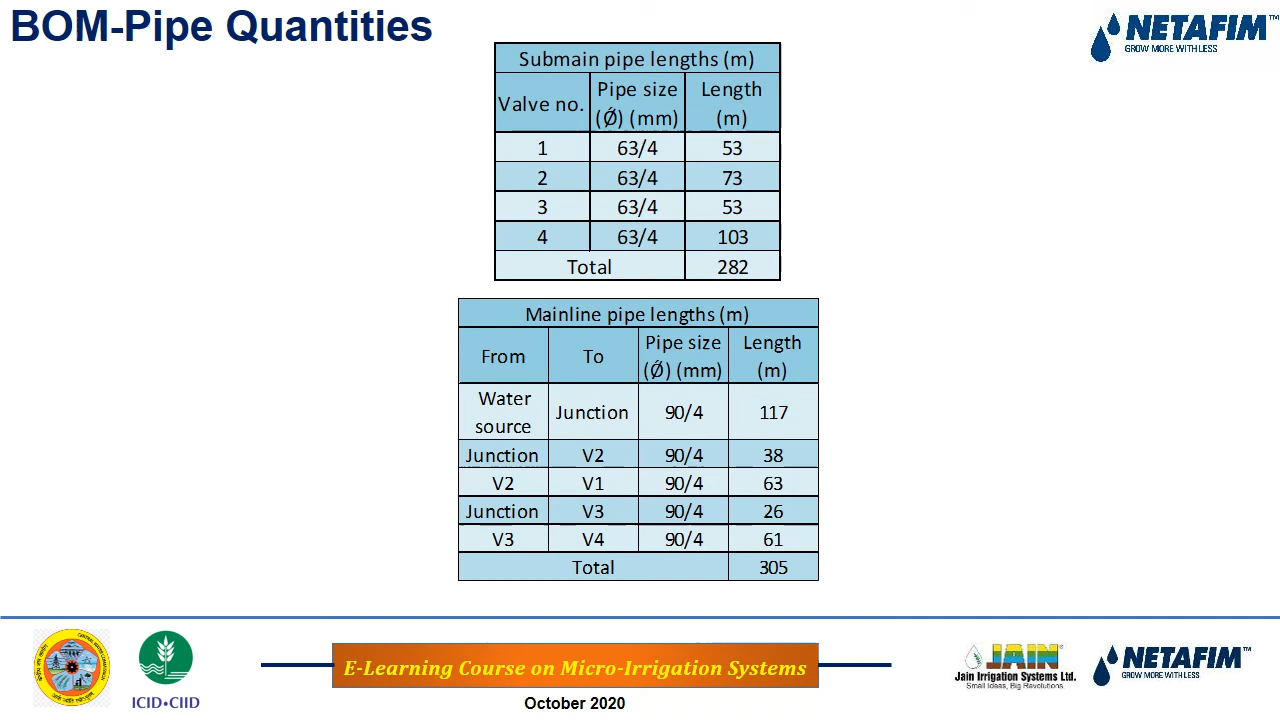 BOM-Pipe Quantities
NETAFIM™
GROW MORE WITH LESS
Submain pipe lengths (m)
Valve no. Pipe size (Ǿ) (mm) Length (m)
1 63/4 53
2 63/4 73
3 63/4 53
4 63/4 103
Total 282
Mainline pipe lengths (m)
From To Pipe size (Ǿ) (mm) Length (m)
Water source Junction 90/4 117
Junction V2 90/4 38
V2 V1 90/4 63
Junction V3 90/4 26
V3 V4 90/4 61
Total 305
ICID•CIID
E-Learning Course on Micro-Irrigation Systems
October 2020
JAIN®
Jain Irrigation Systems Ltd.
Small Ideas, Big Revolutions.
NETAFIM™
GROW MORE WITH LESS